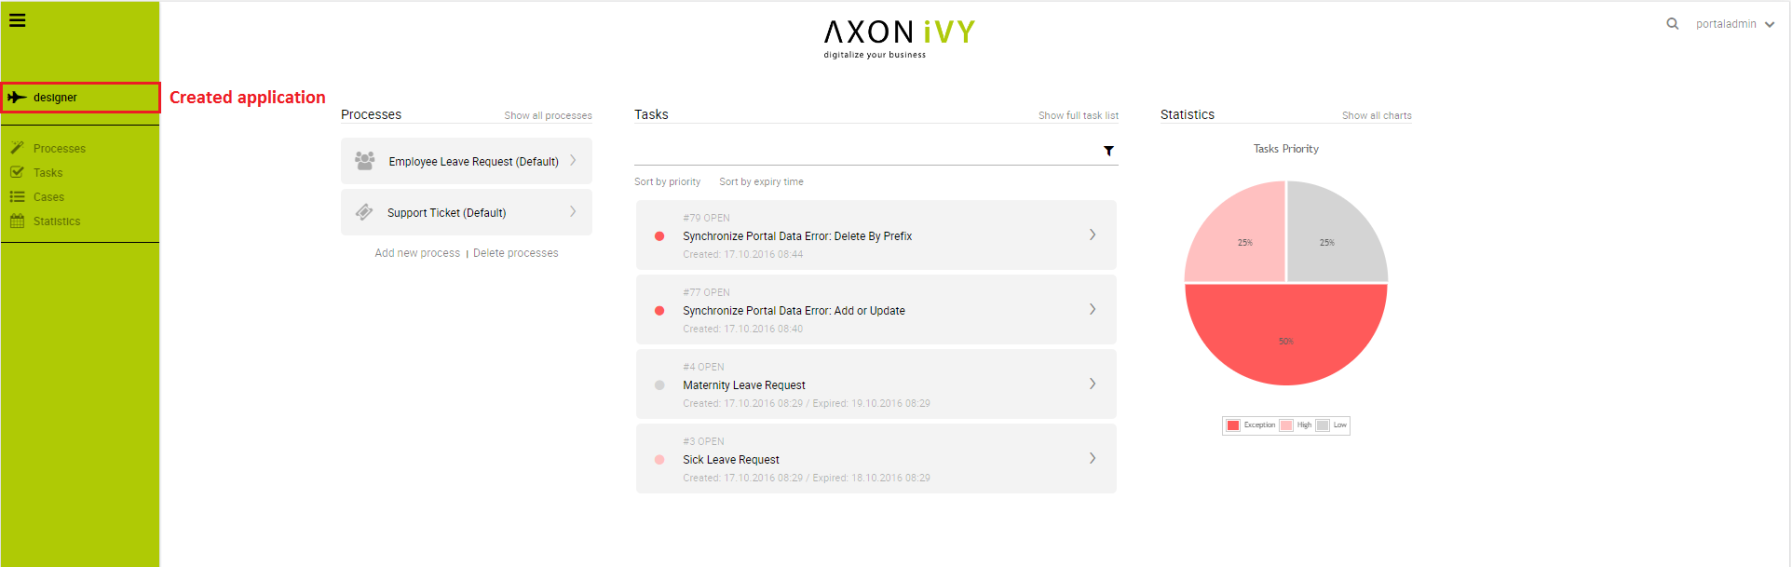 AXON iVY
digitalize your business
portaladmin
designer
Created application
Processes
Tasks
Cases
Statistics
Processes
Show all processes
Employee Leave Request (Default)
Support Ticket (Default)
Add new process | Delete processes
Tasks
Show full task list
Sort by priority
Sort by expiry time
#79 OPEN
Synchronize Portal Data Error: Delete By Prefix
Created: 17.10.2016 08:44
#77 OPEN
Synchronize Portal Data Error: Add or Update
Created: 17.10.2016 08:40
#4 OPEN
Maternity Leave Request
Created: 17.10.2016 08:29 / Expired: 19.10.2016 08:29
#3 OPEN
Sick Leave Request
Created: 17.10.2016 08:29 / Expired: 18.10.2016 08:29
Statistics
Show all charts
Tasks Priority
25%
25%
50%
Exception
High
Low